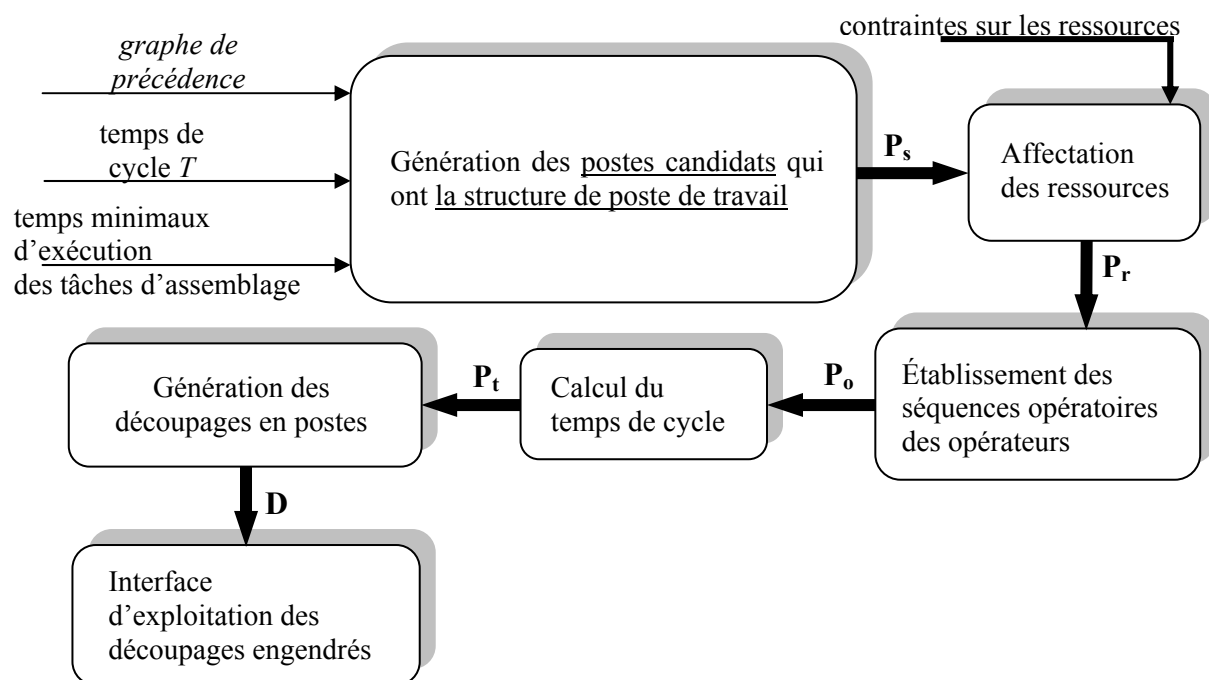 contraintes sur les ressources
graphe de
précédence
temps de
cycle T
temps minimaux
d’exécution
des tâches d’assemblage
Génération des postes candidats qui
ont la structure de poste de travail
Ps
Affectation
des ressources
Pr
Établissement des
séquences opératoires
des opérateurs
Po
Calcul du
temps de cycle
Pt
Génération des
découpages en postes
D
Interface
d’exploitation des
découpages engendrés